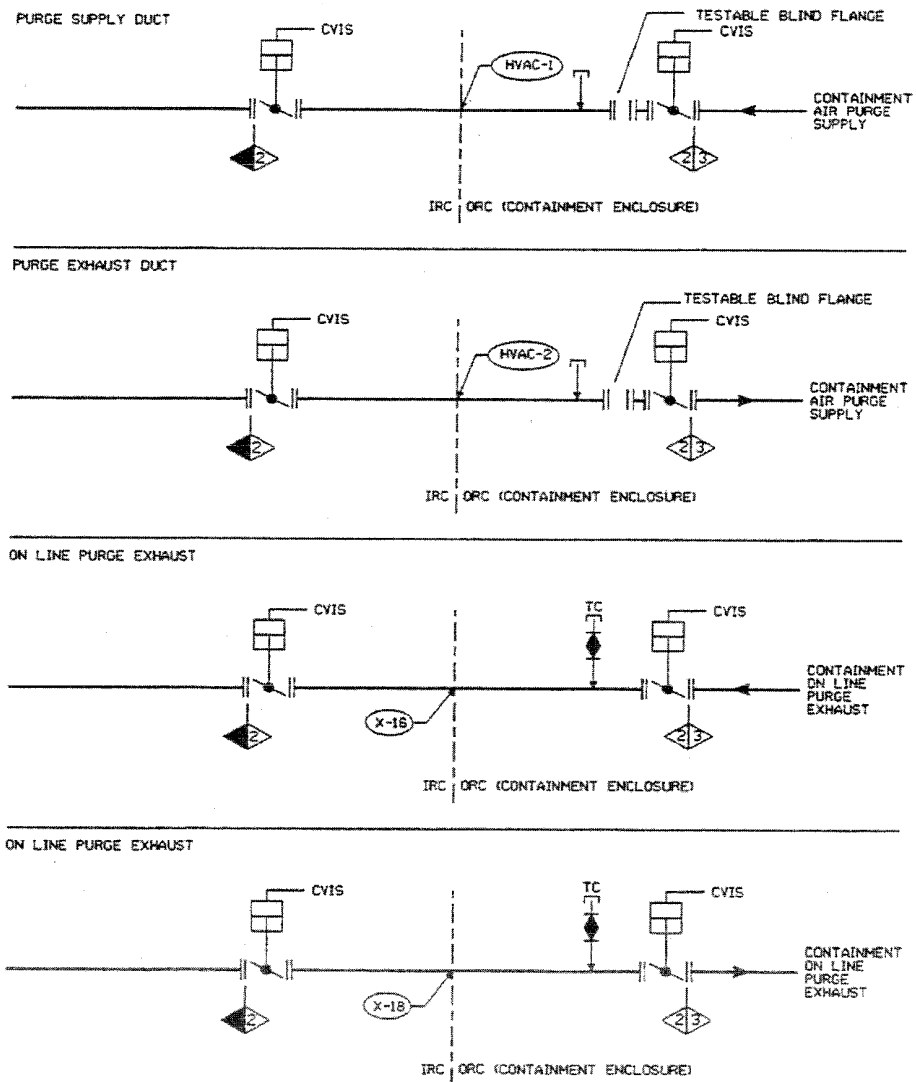 PURGE SUPPLY DUCT
TESTABLE BLIND FLANGE
CVIS
CVIS
HVAC-1
CONTAINMENT
AIR PURGE
SUPPLY
2
2 3
IRC ORC (CONTAINMENT ENCLOSURE)
PURGE EXHAUST DUCT
TESTABLE BLIND FLANGE
CVIS
CVIS
HVAC-2
CONTAINMENT
AIR PURGE
SUPPLY
2
2 3
IRC ORC (CONTAINMENT ENCLOSURE)
ON LINE PURGE EXHAUST
CVIS
TC
CVIS
CONTAINMENT
ON LINE
PURGE
EXHAUST
X-16
2
2 3
IRC ORC (CONTAINMENT ENCLOSURE)
ON LINE PURGE EXHAUST
CVIS
TC
CVIS
CONTAINMENT
ON LINE
PURGE
EXHAUST
X-18
2
2 3
IRC ORC (CONTAINMENT ENCLOSURE)